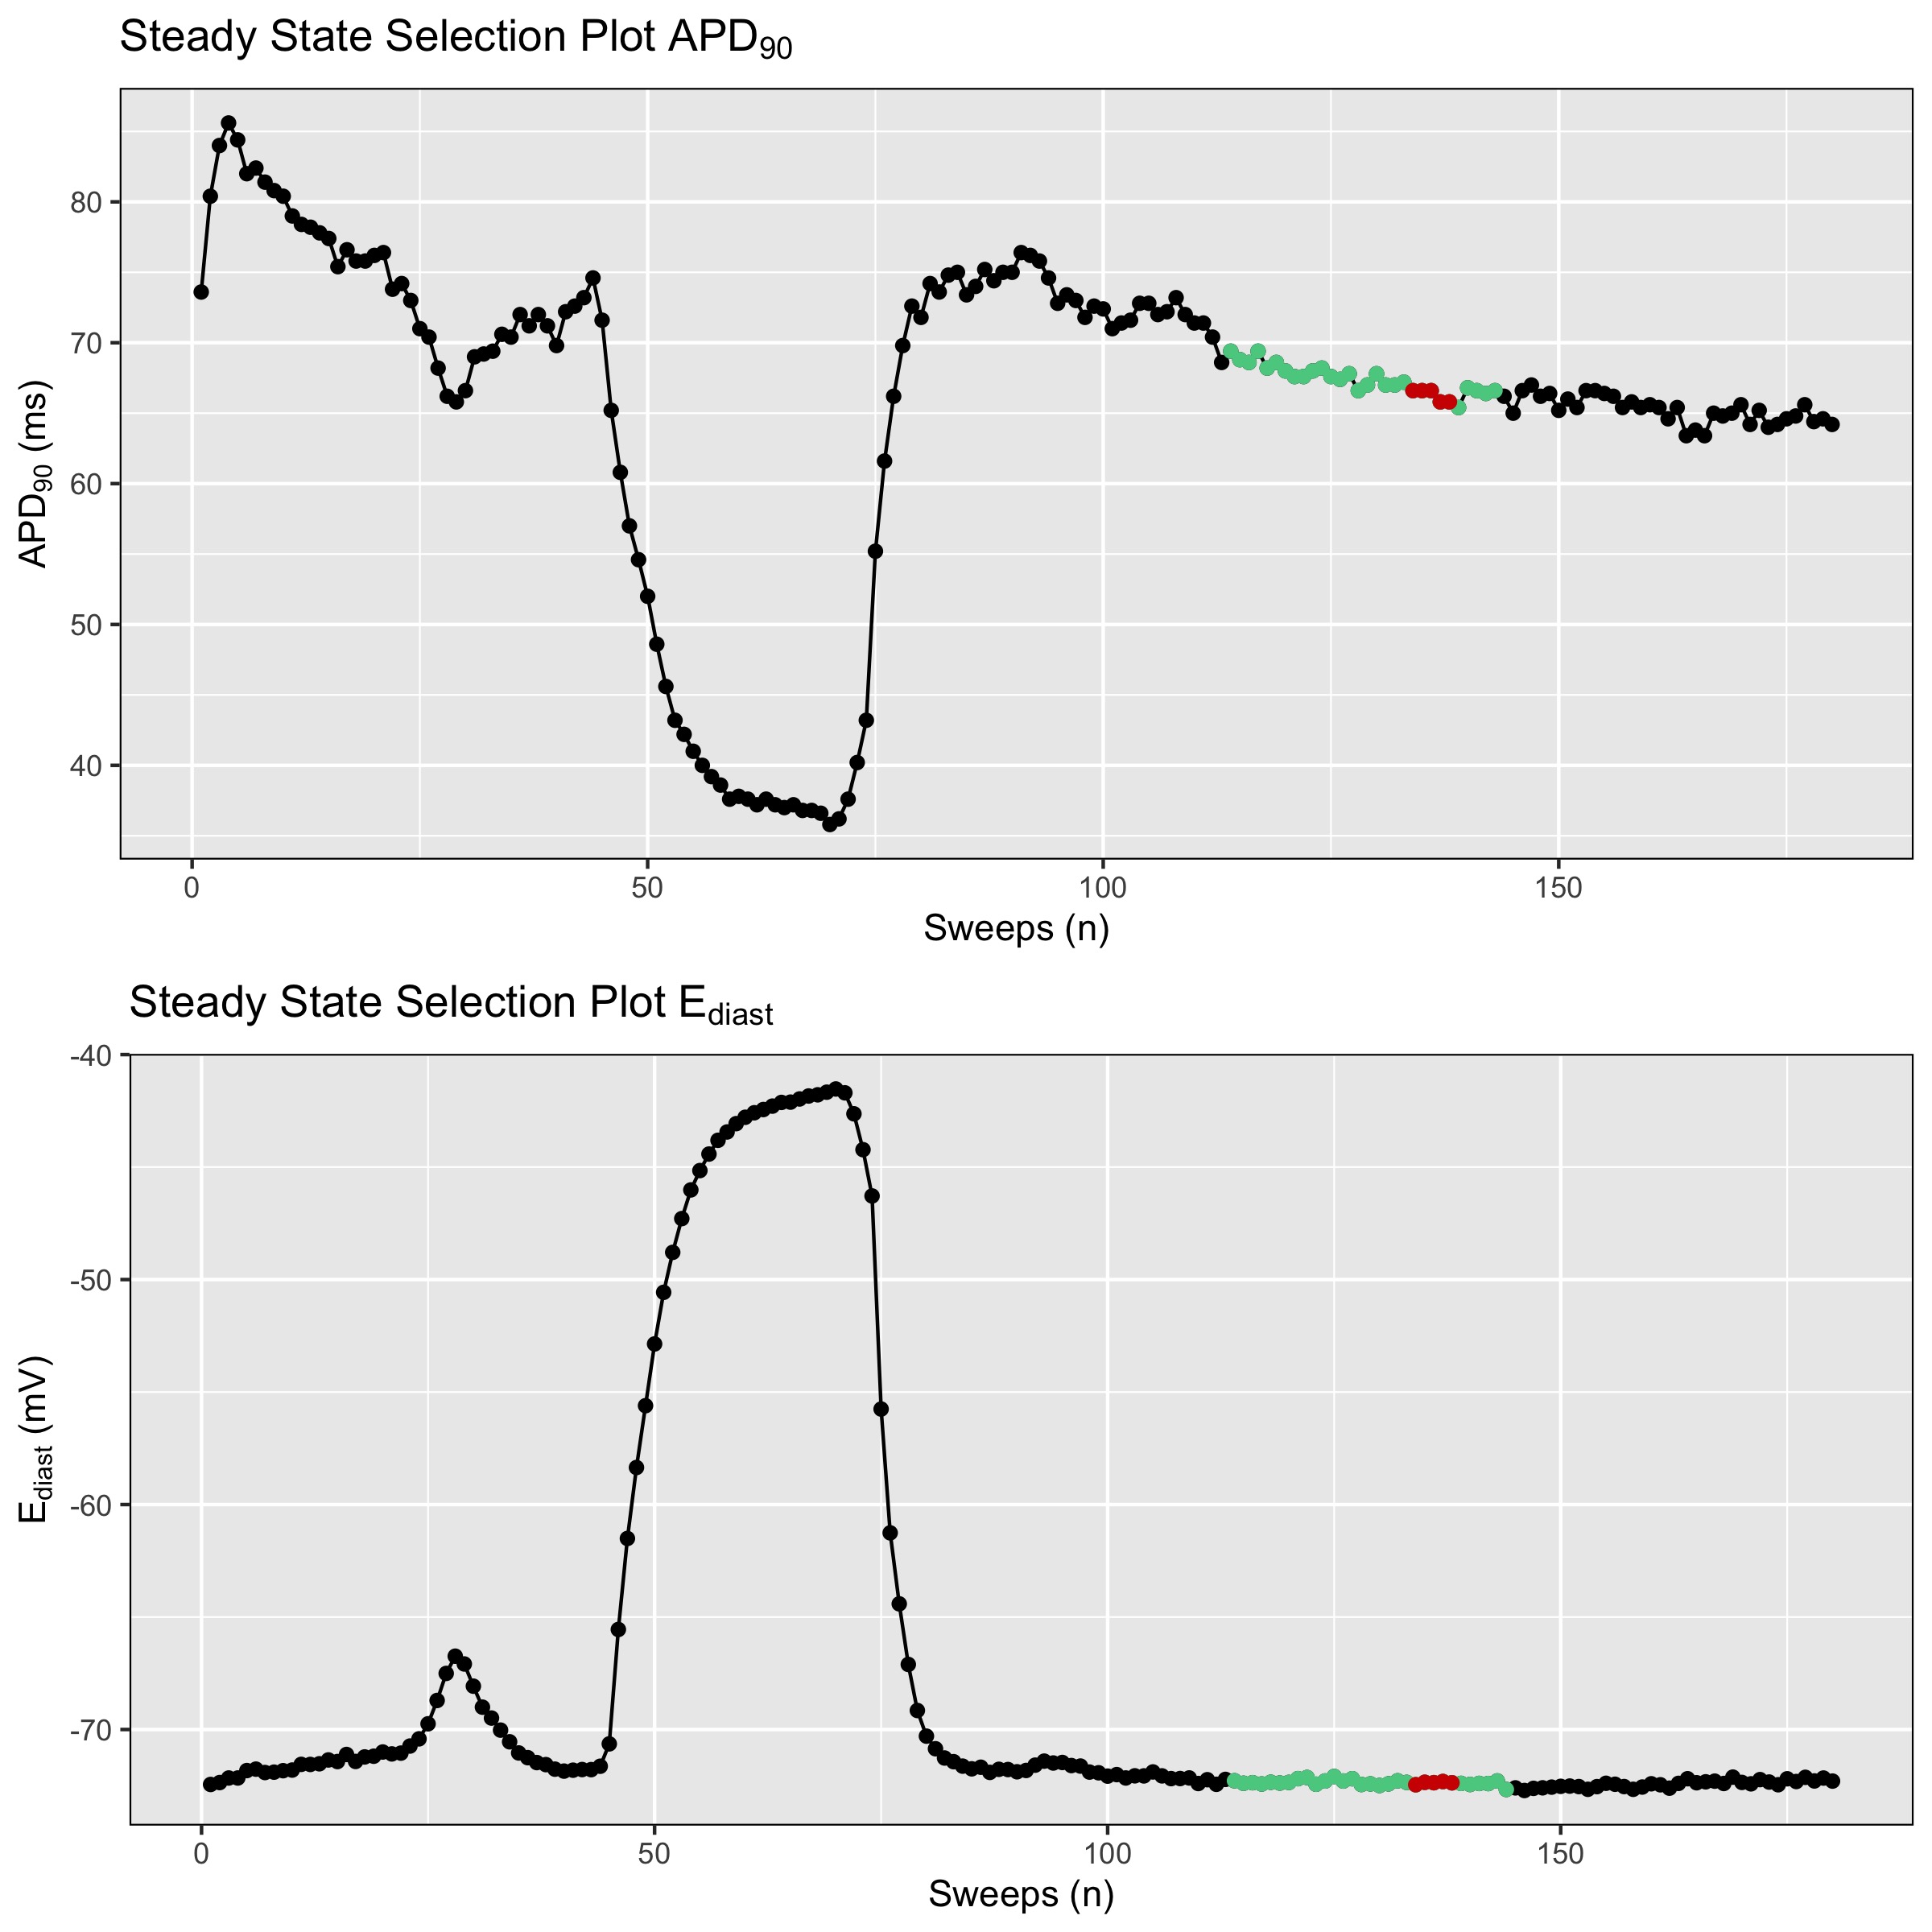 Steady State Selection Plot APD90
80
70
60
50
40
APD90 (ms)
0 50 100 150
Sweeps (n)
Steady State Selection Plot Ediast
-40
-50
-60
-70
Ediast (mV)
0 50 100 150
Sweeps (n)